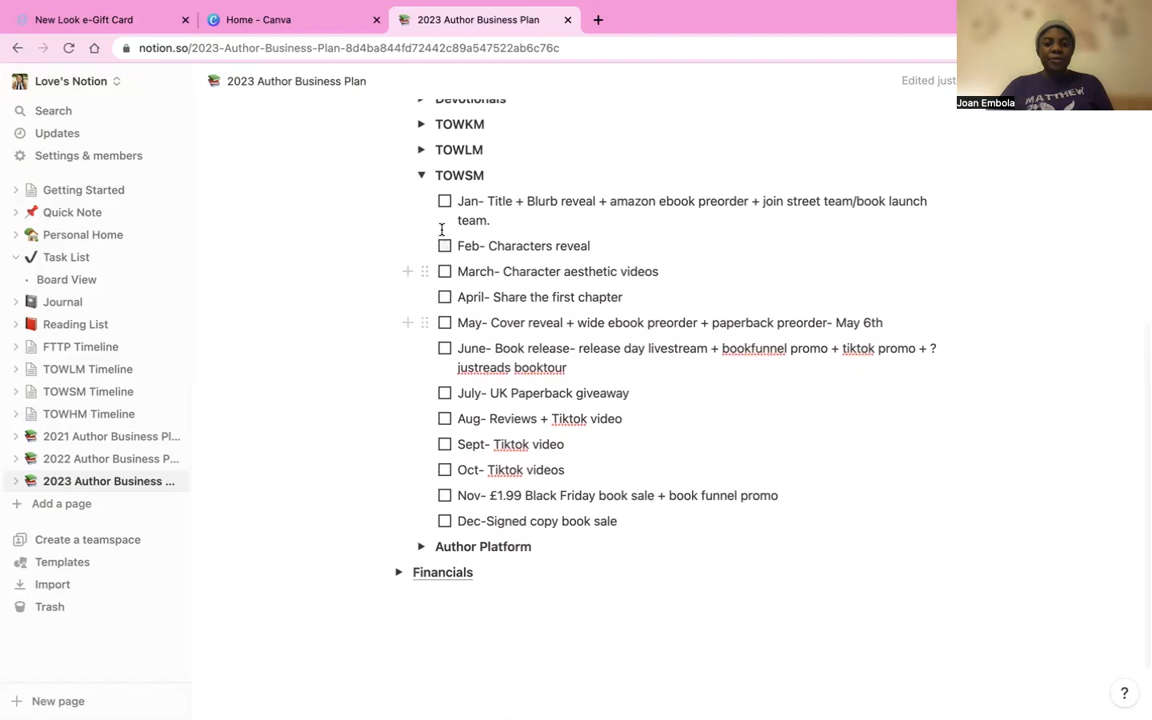 New Look e-Gift Card
Home - Canva
2023 Author Business Plan
notion.so/2023-Author-Business-Plan-8d4ba844fd72442c89a547522ab6c76c
Love's Notion
2023 Author Business Plan
Edited just
MATTHEW
Joan Embola
Search
Updates
Settings & members
Getting Started
Quick Note
Personal Home
Task List
Board View
Journal
Reading List
FTTP Timeline
TOWLM Timeline
TOWSM Timeline
TOWHM Timeline
2021 Author Business Pl...
2022 Author Business P...
2023 Author Business ...
Add a page
Create a teamspace
Templates
Import
Trash
New page
Devotionals
TOWKM
TOWLM
TOWSM
Jan- Title + Blurb reveal + amazon ebook preorder + join street team/book launch
team.
Feb- Characters reveal
March- Character aesthetic videos
April- Share the first chapter
May- Cover reveal + wide ebook preorder + paperback preorder- May 6th
June- Book release- release day livestream + bookfunnel promo + tiktok promo + ?
justreads booktour
July- UK Paperback giveaway
Aug- Reviews + Tiktok video
Sept- Tiktok video
Oct- Tiktok videos
Nov- £1.99 Black Friday book sale + book funnel promo
Dec-Signed copy book sale
Author Platform
Financials
?